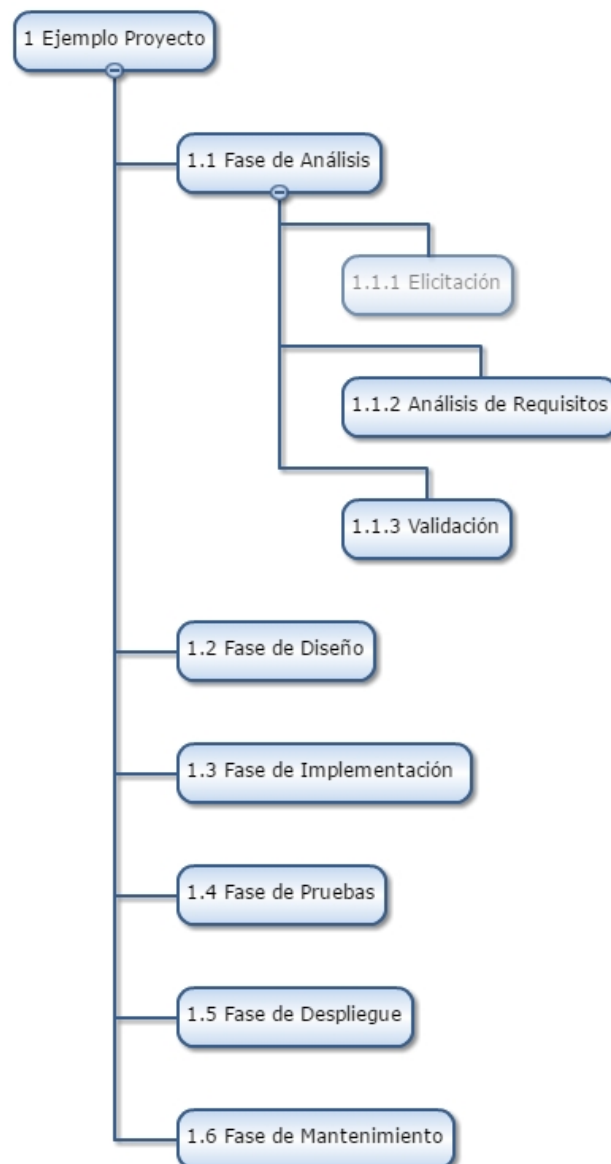 1 Ejemplo Proyecto
1.1 Fase de Análisis
1.1.1 Elicitación
1.1.2 Análisis de Requisitos
1.1.3 Validación
1.2 Fase de Diseño
1.3 Fase de Implementación
1.4 Fase de Pruebas
1.5 Fase de Despliegue
1.6 Fase de Mantenimiento